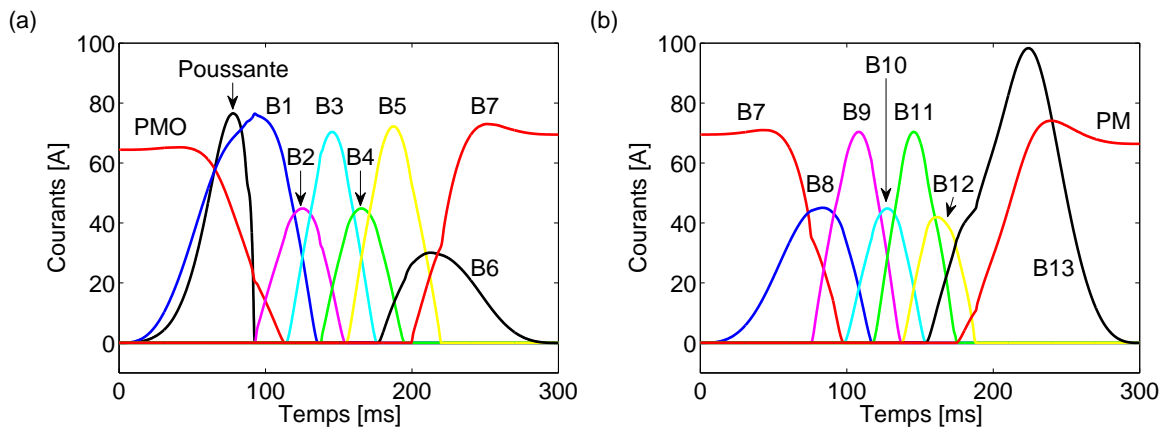 (a)
100
80
60
40
20
0
Courants [A]
0 100 200 300
Temps [ms]
Poussante
PMO
B1
B2
B3
B4
B5
B6
B7
(b)
100
80
60
40
20
0
Courants [A]
0 100 200 300
Temps [ms]
B7
B8
B9
B10
B11
B12
B13
PM